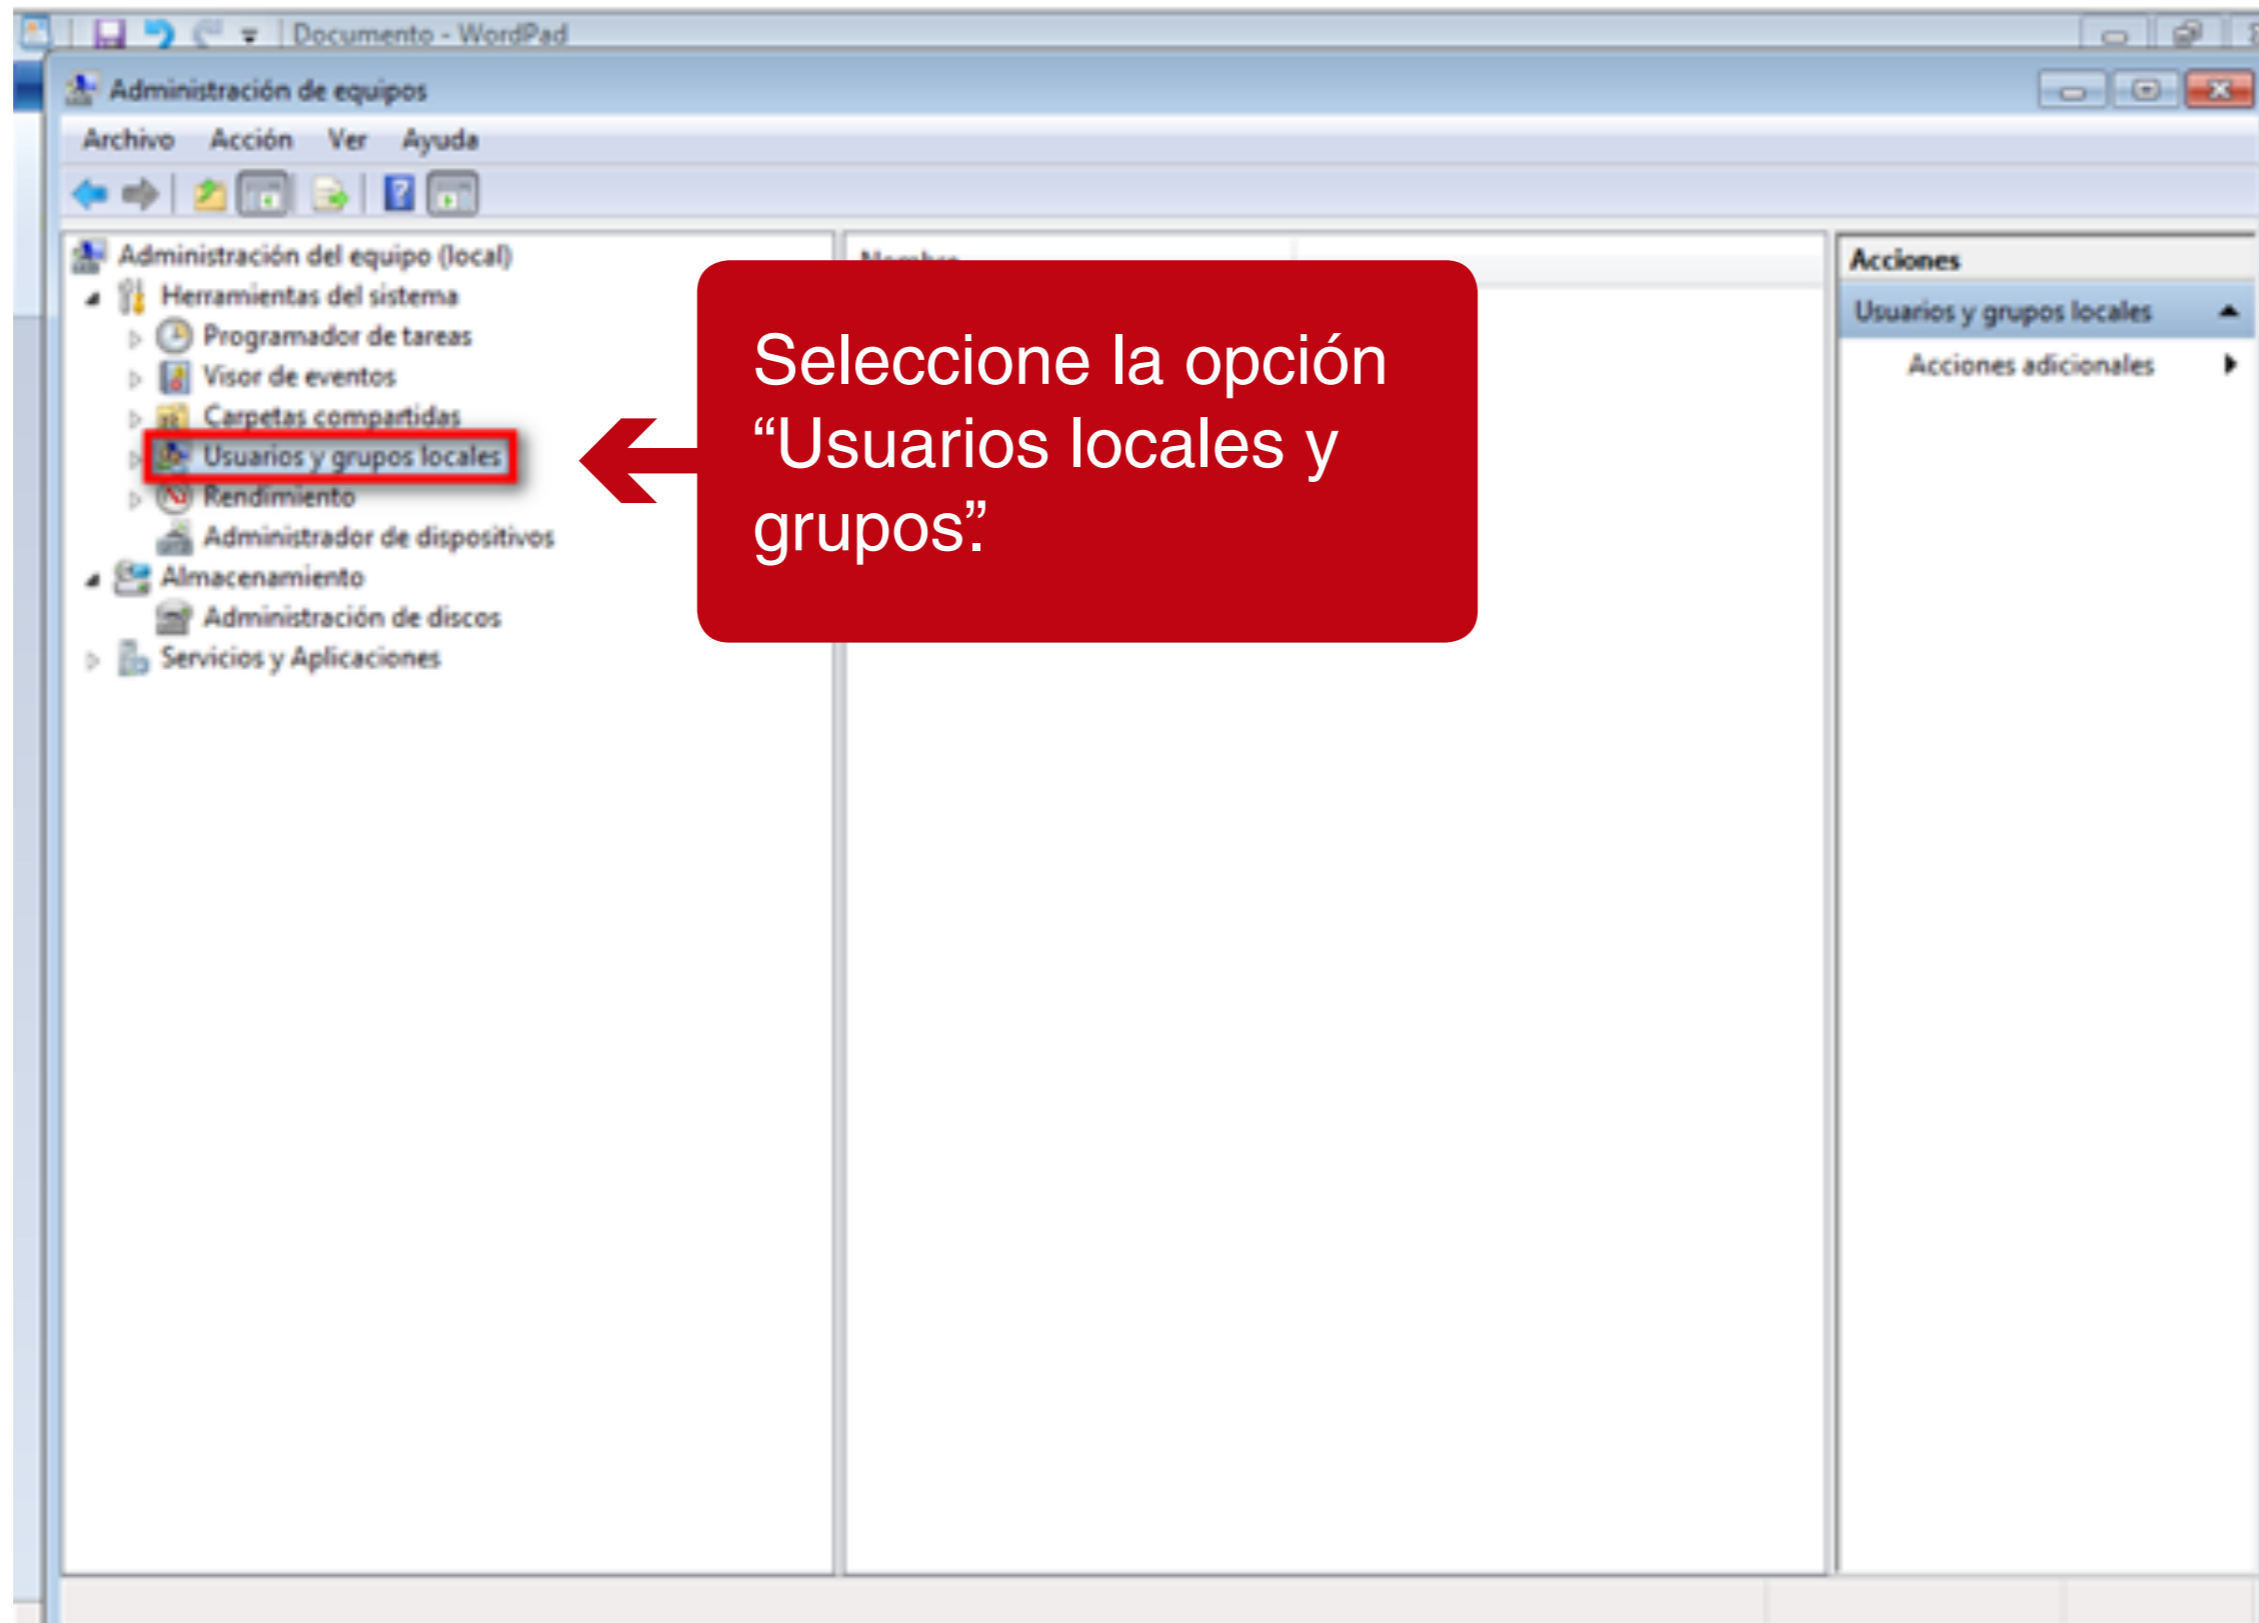 Documento - WordPad
Administración de equipos
Archivo Acción Ver Ayuda
Administración del equipo (local)
Herramientas del sistema
Programador de tareas
Visor de eventos
Carpetas compartidas
Usuarios y grupos locales
Rendimiento
Administrador de dispositivos
Almacenamiento
Administración de discos
Servicios y Aplicaciones
Nombre
Seleccione la opción
“Usuarios locales y
grupos”.
Acciones
Usuarios y grupos locales
Acciones adicionales